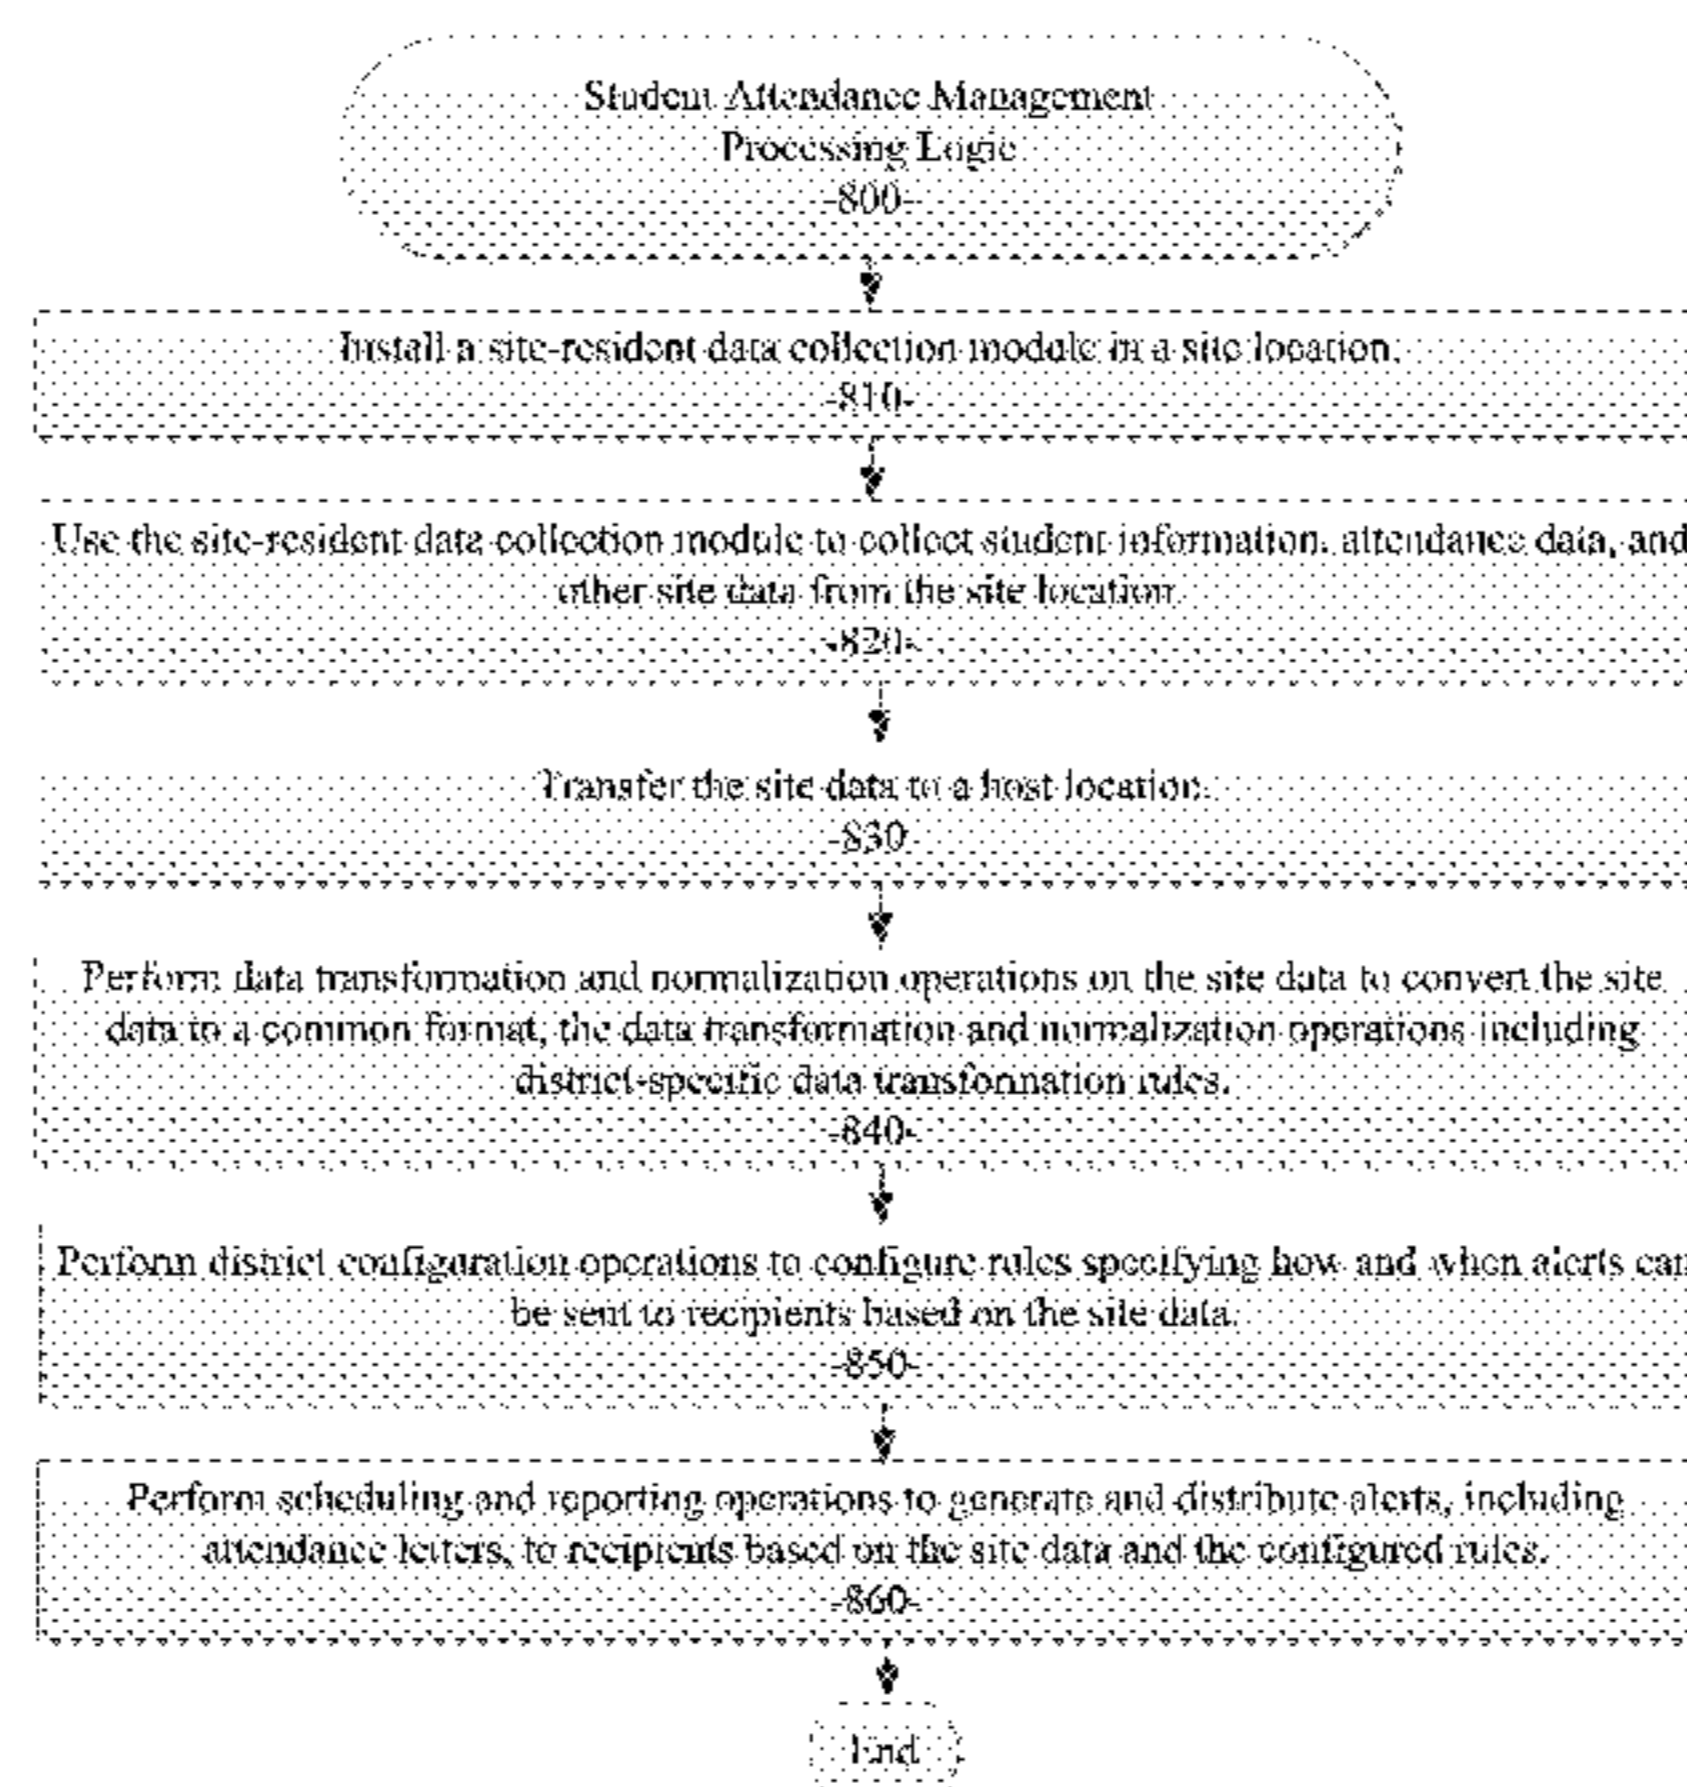 Student Attendance Management
Processing Logic
-800-
Install a site-resident data collection module in a site location.
-810-
Use the site-resident data collection module to collect student information, attendance data, and
other site data from the site location.
-820-
Transfer the site data to a host location.
-830-
Perform data transformation and normalization operations on the site data to convert the site
data to a common format, the data transformation and normalization operations including
district-specific data transformation rules.
-840-
Perform district configuration operations to configure rules specifying how and when alerts can
be sent to recipients based on the site data.
-850-
Perform scheduling and reporting operations to generate and distribute alerts, including
attendance letters, to recipients based on the site data and the configured rules.
-860-
End